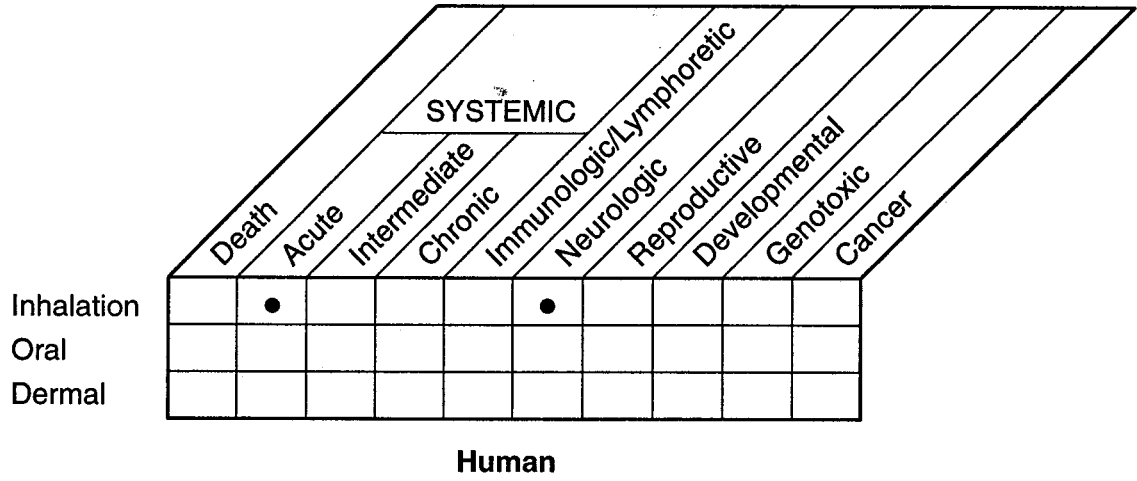 SYSTEMIC
Death
Acute
Intermediate
Chronic
Immunologic/Lymphoretic
Neurologic
Reproductive
Developmental
Genotoxic
Cancer
Inhalation
Oral
Dermal
Human